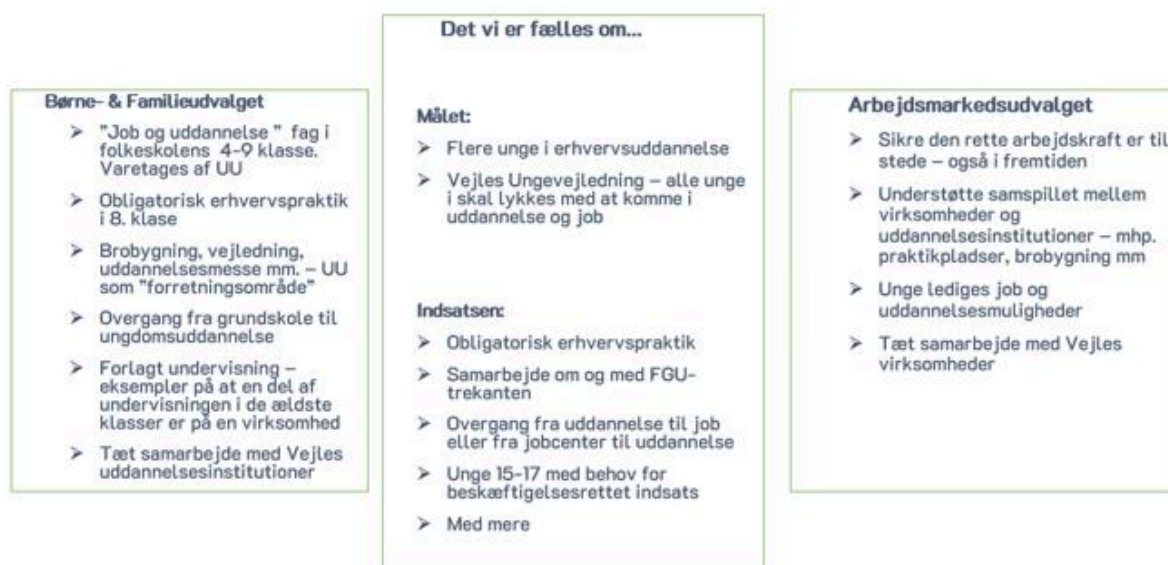 Børne- & Familieudvalget
➤ "Job og uddannelse " fag i
folkeskolens 4-9 klasse.
Varetages af UU
➤ Obligatorisk erhvervspraktik
i 8. klase
➤ Brobygning, vejledning,
uddannelsesmesse mm. – UU
som "forretningsområde"
➤ Overgang fra grundskole til
ungdomsuddannelse
➤ Forlagt undervisning –
eksempler på at en del af
undervisningen i de ældste
klasser er på en virksomhed
➤ Tæt samarbejde med Vejles
uddannelsesinstitutioner
Det vi er fælles om...
Målet:
➤ Flere unge i erhvervsuddannelse
➤ Vejles Ungevejledning – alle unge
i skal lykkes med at komme i
uddannelse og job
Indsatsen:
➤ Obligatorisk erhvervspraktik
➤ Samarbejde om og med FGU-
trekanten
➤ Overgang fra uddannelse til job
eller fra jobcenter til uddannelse
➤ Unge 15-17 med behov for
beskæftigelsesrettet indsats
➤ Med mere
Arbejdsmarkedsudvalget
➤ Sikre den rette arbejdskraft er til
stede – også i fremtiden
➤ Understøtte samspillet mellem
virksomheder og
uddannelsesinstitutioner – mhp.
praktikpladser, brobygning mm
➤ Unge lediges job og
uddannelsesmuligheder
➤ Tæt samarbejde med Vejles
virksomheder